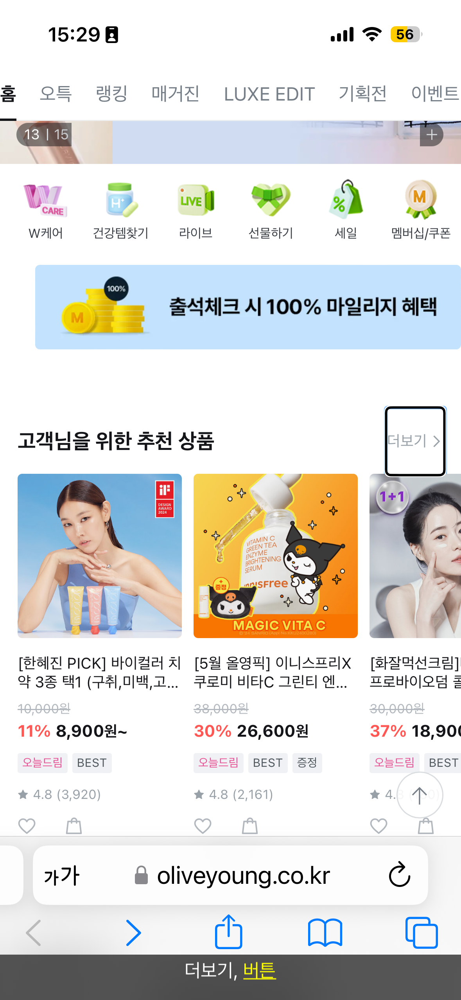 15:29
56
홈 오특 랭킹 매거진 LUXE EDIT 기획전 이벤트
13 | 15
+
W CARE
H+
LIVE
%
M
W케어 건강템찾기 라이브 선물하기 세일 멤버십/쿠폰
100%
M
출석체크 시 100% 마일리지 혜택
고객님을 위한 추천 상품
더보기
iF
DESIGN
AWARD
2024
BYCOLOR BYCOLOR BYCOLOR
VITAMIN C
GREEN TEA
ENZYME
BRIGHTENING
SERUM
innisfree
+
증정
MAGIC VITA C
©'24 SANRIO (Appl No.KKU2400280)
1+1
[한혜진 PICK] 바이컬러 치
약 3종 택1 (구취,미백,고...
10,000원
11% 8,900원~
오늘드림 BEST
4.8 (3,920)
[5월 올영픽] 이니스프리X
쿠로미 비타C 그린티 엔...
38,000원
30% 26,600원
오늘드림 BEST 증정
4.8 (2,161)
[화잘먹선크림]
프로바이오덤
30,000원
37% 18,900
오늘드림 BEST
가가 oliveyoung.co.kr
더보기, 버튼